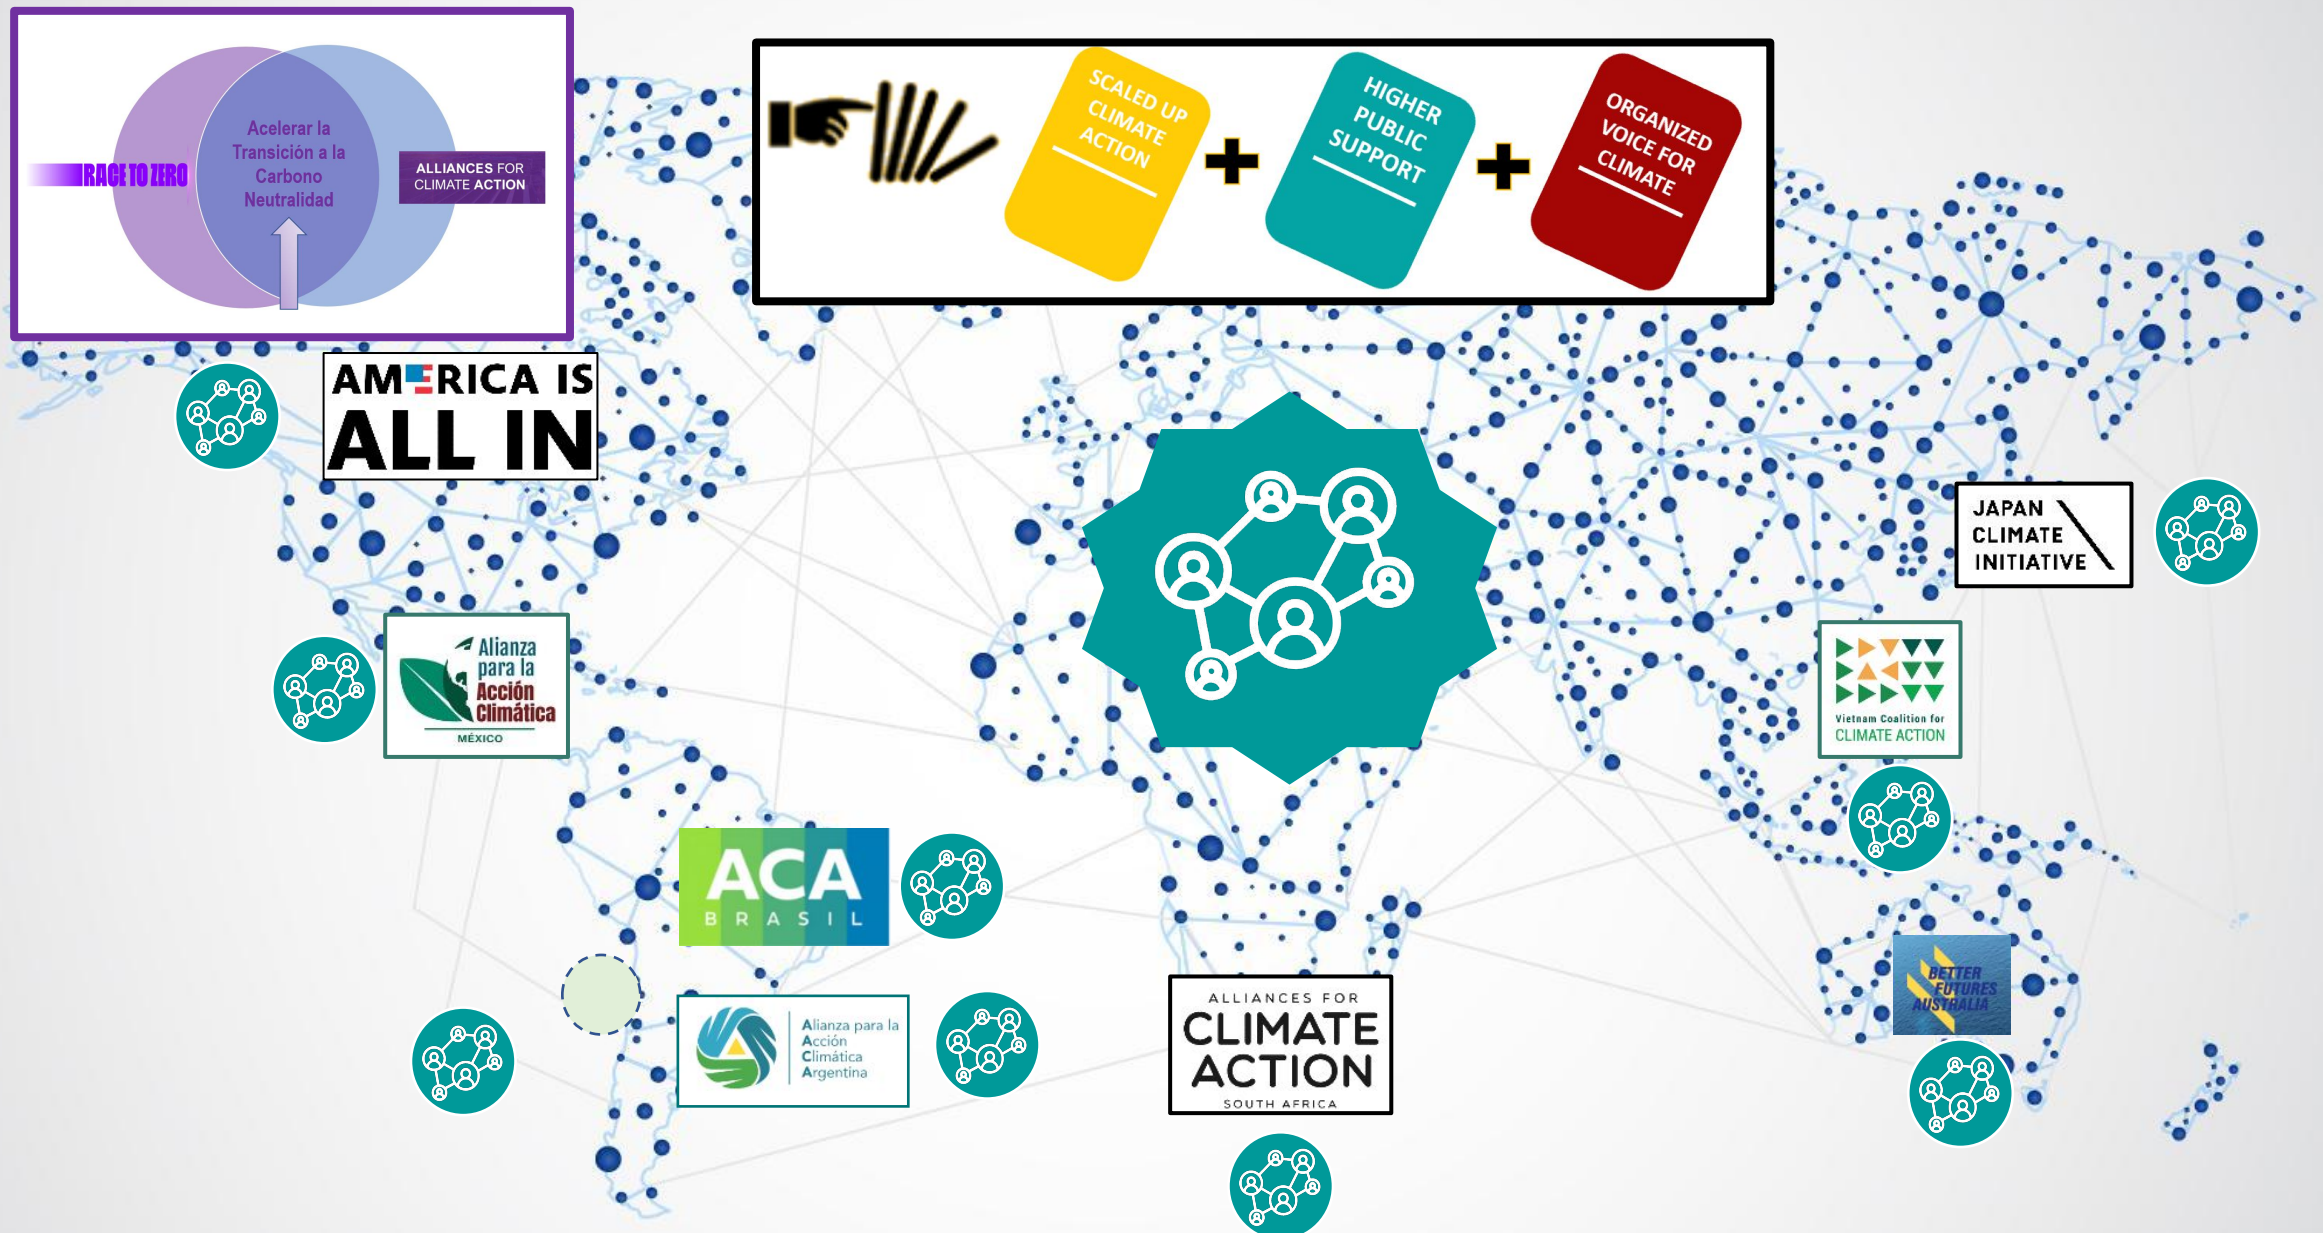 RACE TO ZERO
Acelerar la
Transición a la
Carbono
Neutralidad
ALLIANCES FOR
CLIMATE ACTION
SCALED UP
CLIMATE
ACTION
HIGHER
PUBLIC
SUPPORT
ORGANIZED
VOICE FOR
CLIMATE
AMERICA IS
ALL IN
JAPAN
CLIMATE
INITIATIVE
Alianza
para la
Acción
Climática
MÉXICO
Vietnam Coalition for
CLIMATE ACTION
ACA
BRASIL
BETTER
FUTURES
AUSTRALIA
Alianza para la
Acción
Climática
Argentina
ALLIANCES FOR
CLIMATE
ACTION
SOUTH AFRICA